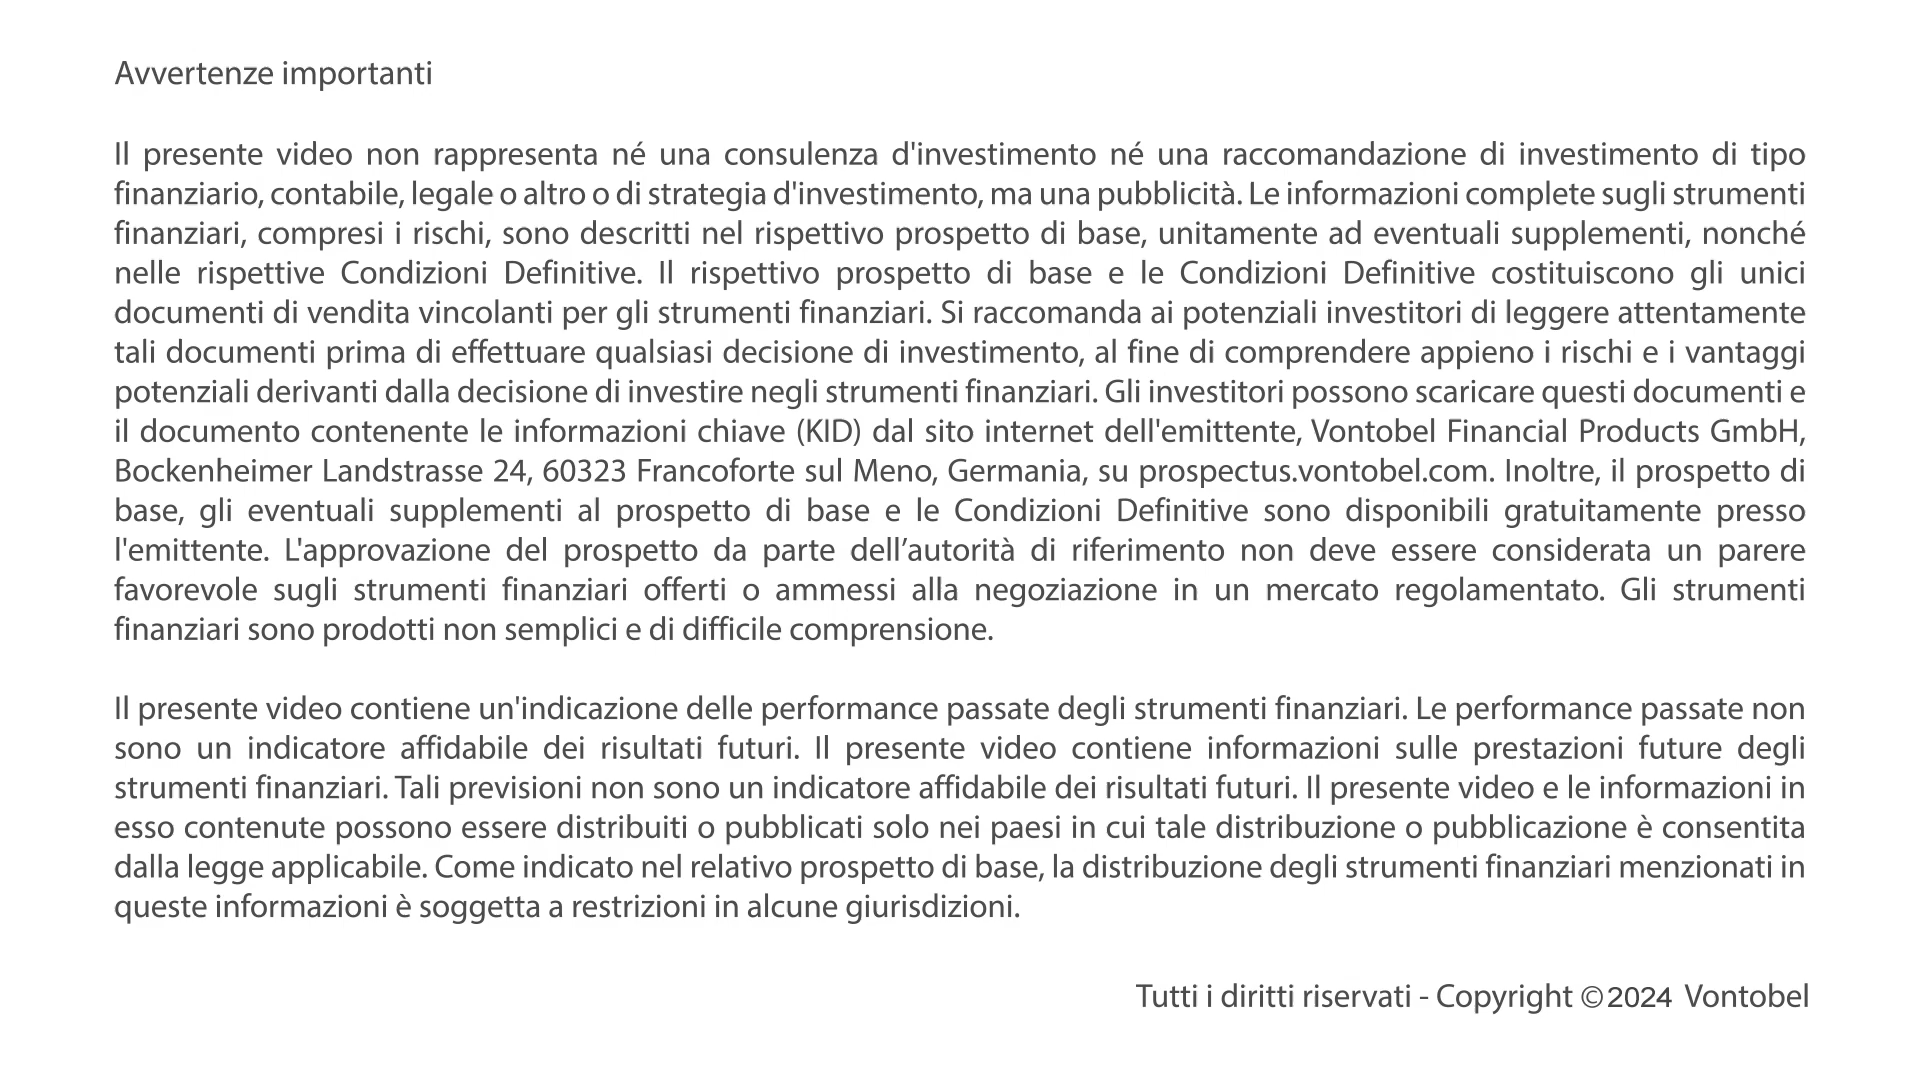 Avvertenze importanti
Il presente video non rappresenta né una consulenza d'investimento né una raccomandazione di investimento di tipo
finanziario, contabile, legale o altro o di strategia d'investimento, ma una pubblicità. Le informazioni complete sugli strumenti
finanziari, compresi i rischi, sono descritti nel rispettivo prospetto di base, unitamente ad eventuali supplementi, nonché
nelle rispettive Condizioni Definitive. Il rispettivo prospetto di base e le Condizioni Definitive costituiscono gli unici
documenti di vendita vincolanti per gli strumenti finanziari. Si raccomanda ai potenziali investitori di leggere attentamente
tali documenti prima di effettuare qualsiasi decisione di investimento, al fine di comprendere appieno i rischi e i vantaggi
potenziali derivanti dalla decisione di investire negli strumenti finanziari. Gli investitori possono scaricare questi documenti e
il documento contenente le informazioni chiave (KID) dal sito internet dell'emittente, Vontobel Financial Products GmbH,
Bockenheimer Landstrasse 24, 60323 Francoforte sul Meno, Germania, su prospectus.vontobel.com. Inoltre, il prospetto di
base, gli eventuali supplementi al prospetto di base e le Condizioni Definitive sono disponibili gratuitamente presso
l'emittente. L'approvazione del prospetto da parte dell’autorità di riferimento non deve essere considerata un parere
favorevole sugli strumenti finanziari offerti o ammessi alla negoziazione in un mercato regolamentato. Gli strumenti
finanziari sono prodotti non semplici e di difficile comprensione.
Il presente video contiene un'indicazione delle performance passate degli strumenti finanziari. Le performance passate non
sono un indicatore affidabile dei risultati futuri. Il presente video contiene informazioni sulle prestazioni future degli
strumenti finanziari. Tali previsioni non sono un indicatore affidabile dei risultati futuri. Il presente video e le informazioni in
esso contenute possono essere distribuiti o pubblicati solo nei paesi in cui tale distribuzione o pubblicazione è consentita
dalla legge applicabile. Come indicato nel relativo prospetto di base, la distribuzione degli strumenti finanziari menzionati in
queste informazioni è soggetta a restrizioni in alcune giurisdizioni.
Tutti i diritti riservati - Copyright ©2024 Vontobel